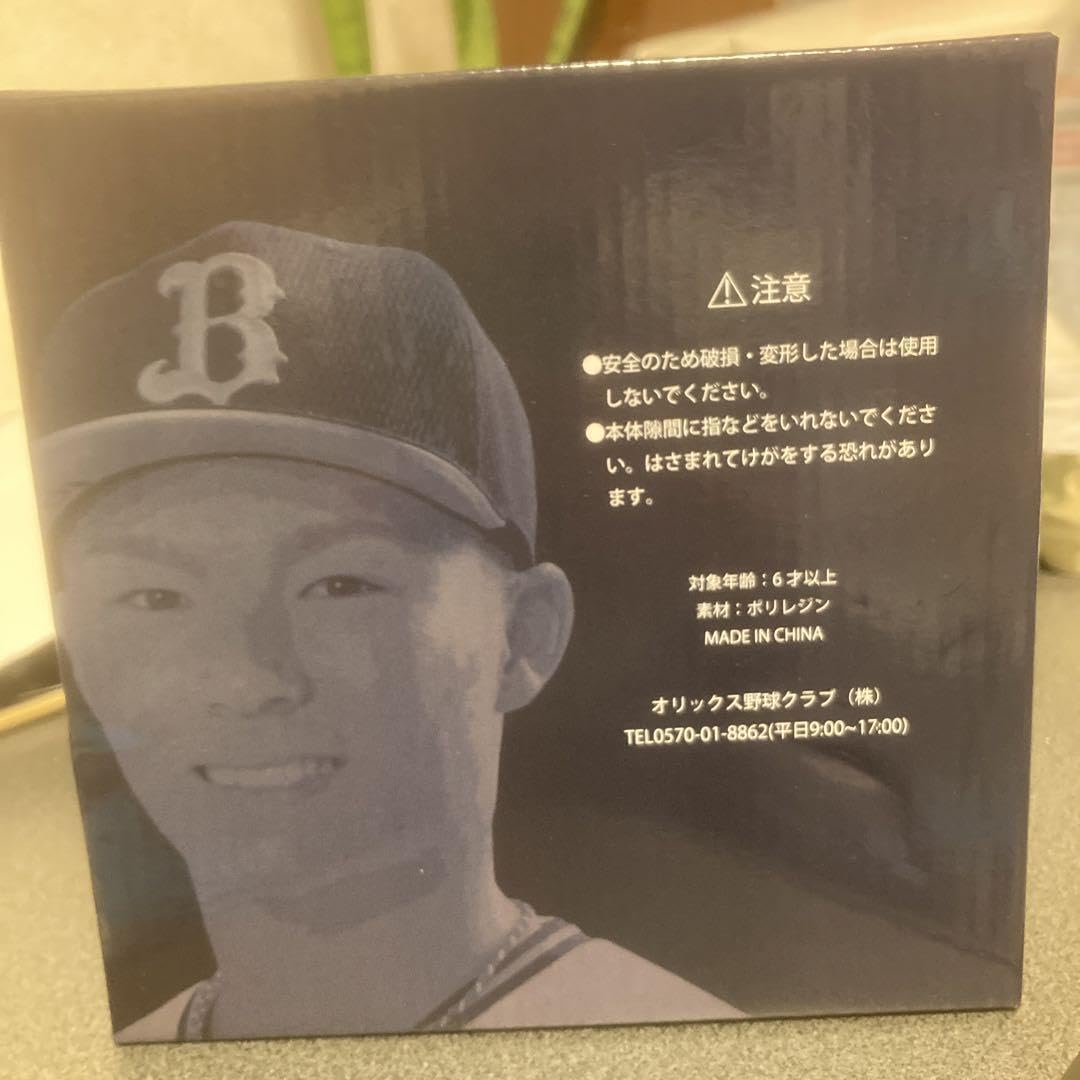 B
⚠注意
●安全のため破損・変形した場合は使用
しないでください。
●本体隙間に指などをいれないでくださ
い。はさまれてけがをする恐れがあり
ます。
対象年齢：6才以上
素材：ポリレジン
MADE IN CHINA
オリックス野球クラブ（株）
TEL0570-01-8862(平日9:00~17:00)